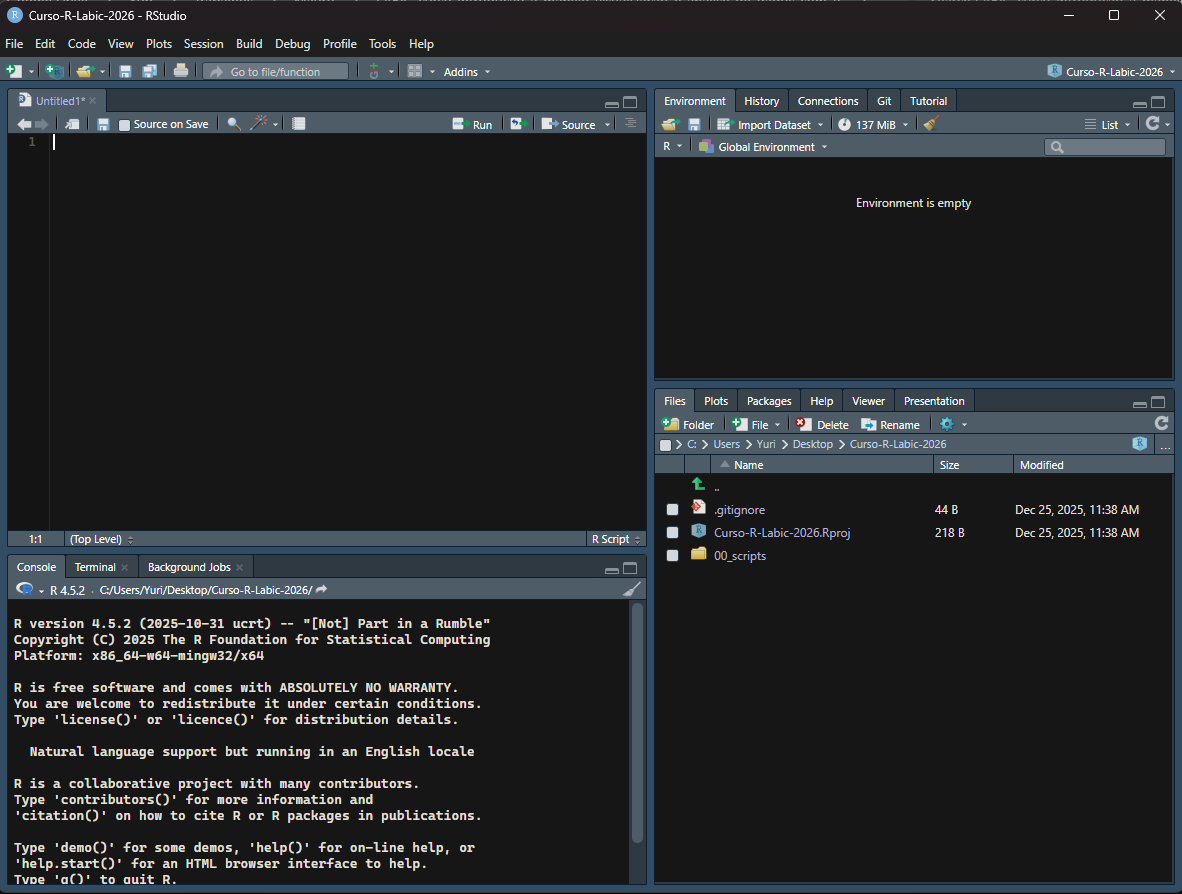 Curso-R-Labic-2026 - RStudio
File Edit Code View Plots Session Build Debug Profile Tools Help
Go to file/function Addins Curso-R-Labic-2026
Untitled1*
Source on Save Run Source
1
1:1 (Top Level) R Script
Console Terminal Background Jobs
R 4.5.2 · C:/Users/Yuri/Desktop/Curso-R-Labic-2026/
R version 4.5.2 (2025-10-31 ucrt) -- "[Not] Part in a Rumble"
Copyright (C) 2025 The R Foundation for Statistical Computing
Platform: x86_64-w64-mingw32/x64
R is free software and comes with ABSOLUTELY NO WARRANTY.
You are welcome to redistribute it under certain conditions.
Type 'license()' or 'licence()' for distribution details.
Natural language support but running in an English locale
R is a collaborative project with many contributors.
Type 'contributors()' for more information and
'citation()' on how to cite R or R packages in publications.
Type 'demo()' for some demos, 'help()' for on-line help, or
'help.start()' for an HTML browser interface to help.
Type 'q()' to quit R.
Environment History Connections Git Tutorial
Import Dataset 137 MiB List
R Global Environment
Environment is empty
Files Plots Packages Help Viewer Presentation
Folder File Delete Rename
C: Users Yuri Desktop Curso-R-Labic-2026 ...
Name Size Modified
..
.gitignore 44 B Dec 25, 2025, 11:38 AM
Curso-R-Labic-2026.Rproj 218 B Dec 25, 2025, 11:38 AM
00_scripts